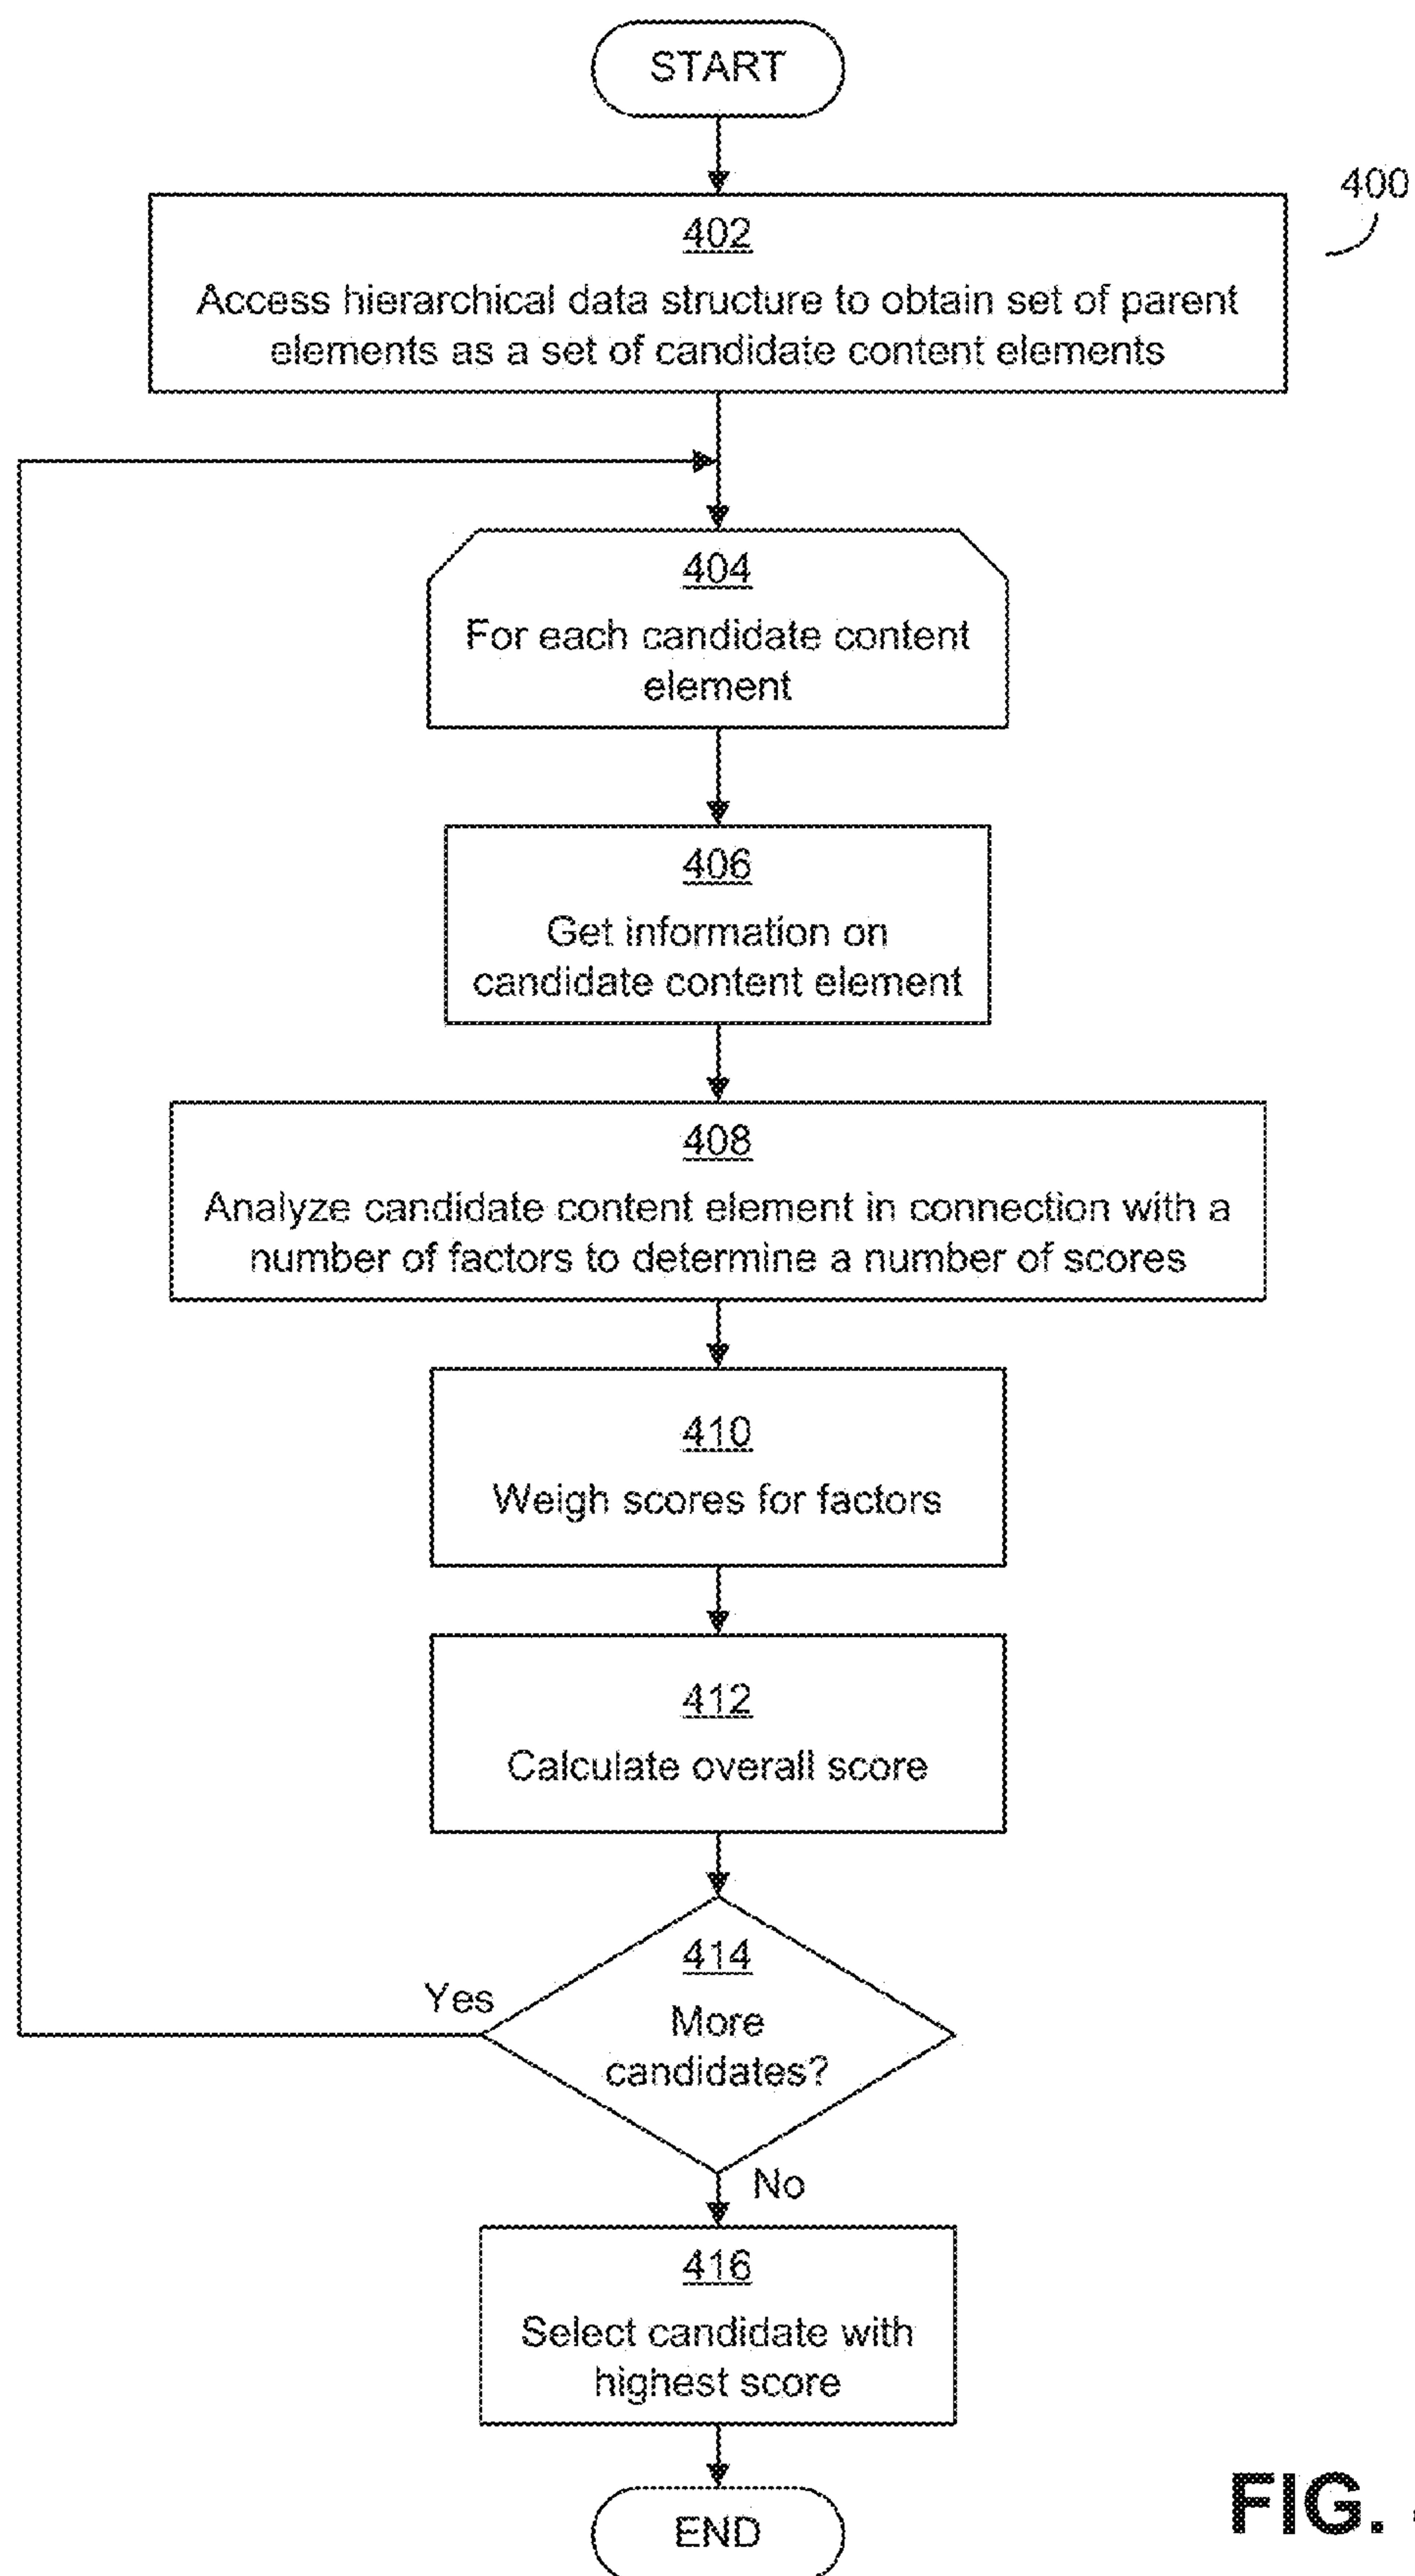 START
400
402
Access hierarchical data structure to obtain set of parent
elements as a set of candidate content elements
404
For each candidate content
element
406
Get information on
candidate content element
408
Analyze candidate content element in connection with a
number of factors to determine a number of scores
410
Weigh scores for factors
412
Calculate overall score
414
More
candidates?
Yes
No
416
Select candidate with
highest score
END
FIG.